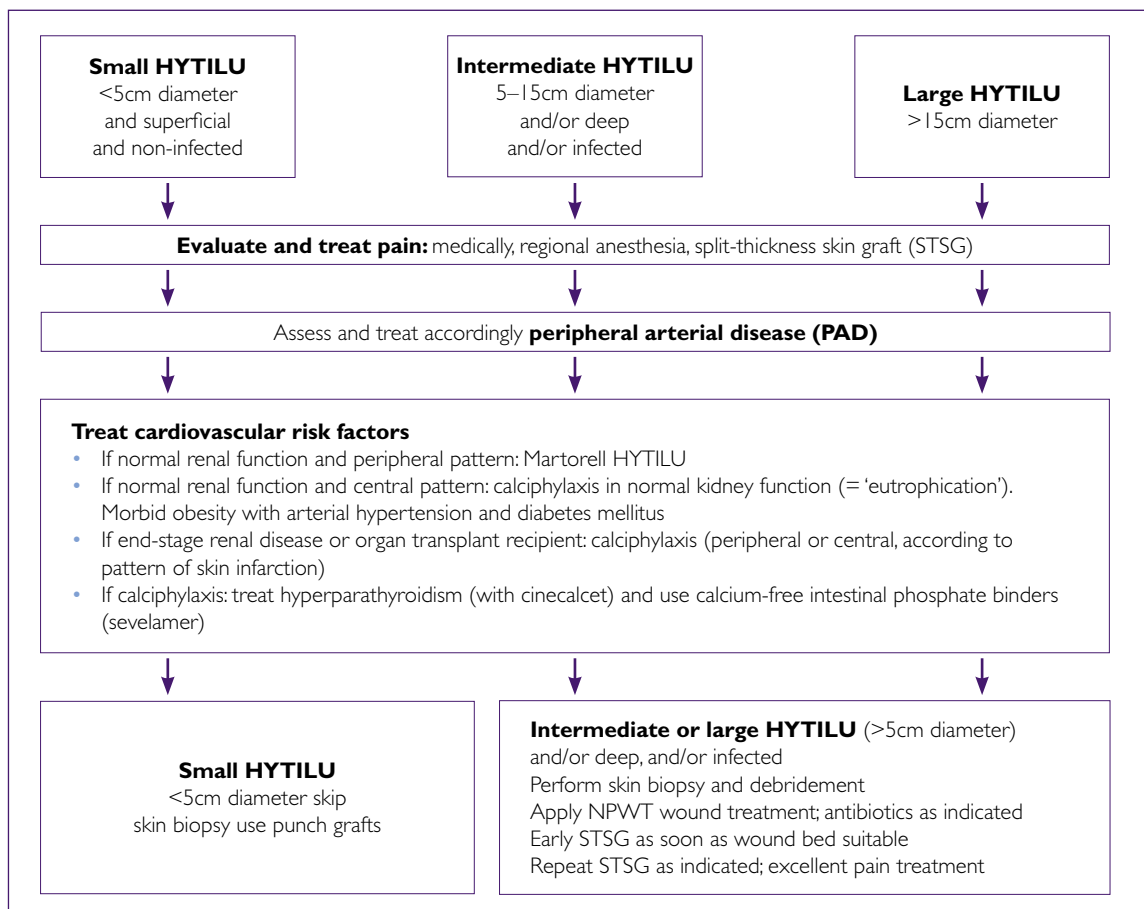 Small HYTILU
<5cm diameter
and superficial
and non-infected
Intermediate HYTILU
5–15cm diameter
and/or deep
and/or infected
Large HYTILU
>15cm diameter
Evaluate and treat pain: medically, regional anesthesia, split-thickness skin graft (STSG)
Assess and treat accordingly peripheral arterial disease (PAD)
Treat cardiovascular risk factors
• If normal renal function and peripheral pattern: Martorell HYTILU
• If normal renal function and central pattern: calciphylaxis in normal kidney function (= ‘eutrophication’).
Morbid obesity with arterial hypertension and diabetes mellitus
• If end-stage renal disease or organ transplant recipient: calciphylaxis (peripheral or central, according to
pattern of skin infarction)
• If calciphylaxis: treat hyperparathyroidism (with cinecalcet) and use calcium-free intestinal phosphate binders
(sevelamer)
Small HYTILU
<5cm diameter skip
skin biopsy use punch grafts
Intermediate or large HYTILU (>5cm diameter)
and/or deep, and/or infected
Perform skin biopsy and debridement
Apply NPWT wound treatment; antibiotics as indicated
Early STSG as soon as wound bed suitable
Repeat STSG as indicated; excellent pain treatment